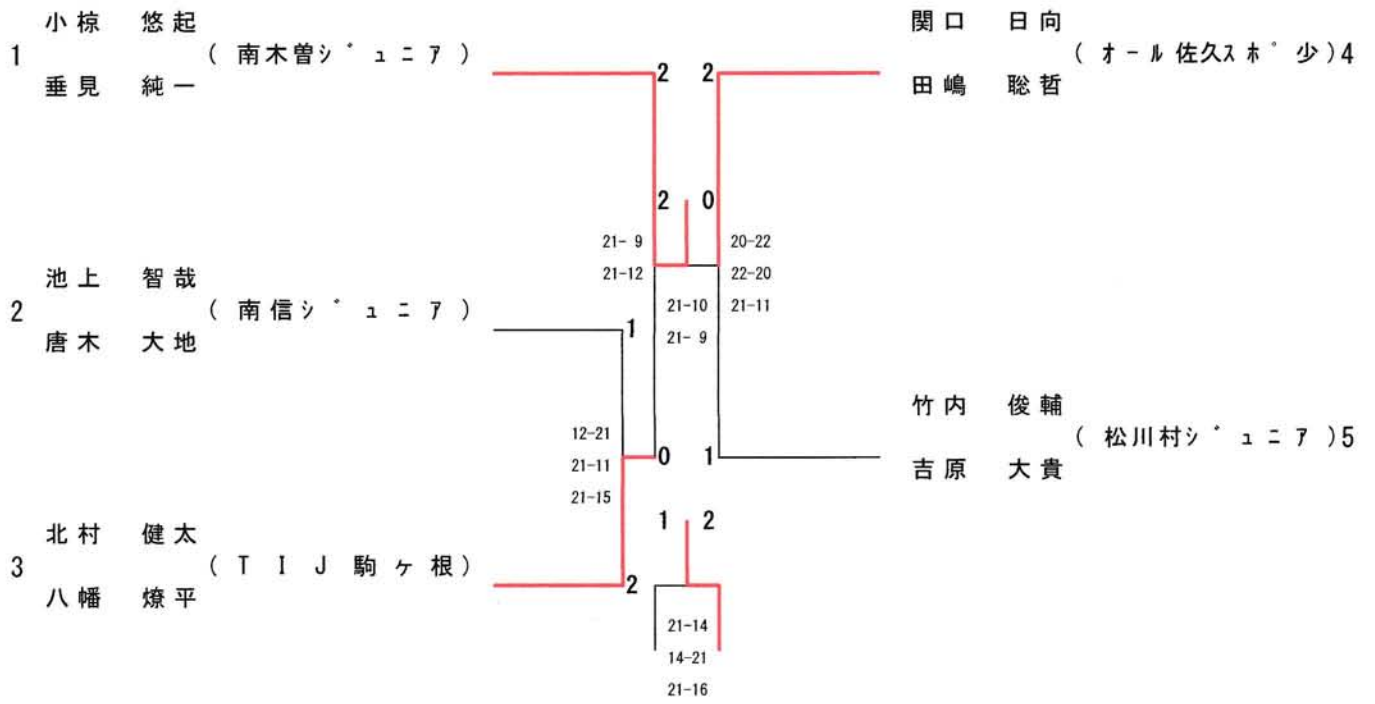 小椋 悠起
1 (南木曽ｼﾞｭﾆｱ)
垂見 純一
関口 日向
(オール佐久スポ少)4
田嶋 聡哲
2 2
2 0
21- 9
21-12
20-22
22-20
21-11
21-10
21- 9
池上 智哉
2 (南信ｼﾞｭﾆｱ)
唐木 大地
1
12-21
21-11
21-15
0 1
竹内 俊輔
(松川村ｼﾞｭﾆｱ)5
吉原 大貴
北村 健太
3 (TIJ駒ヶ根)
八幡 燎平
2
1 2
21-14
14-21
21-16